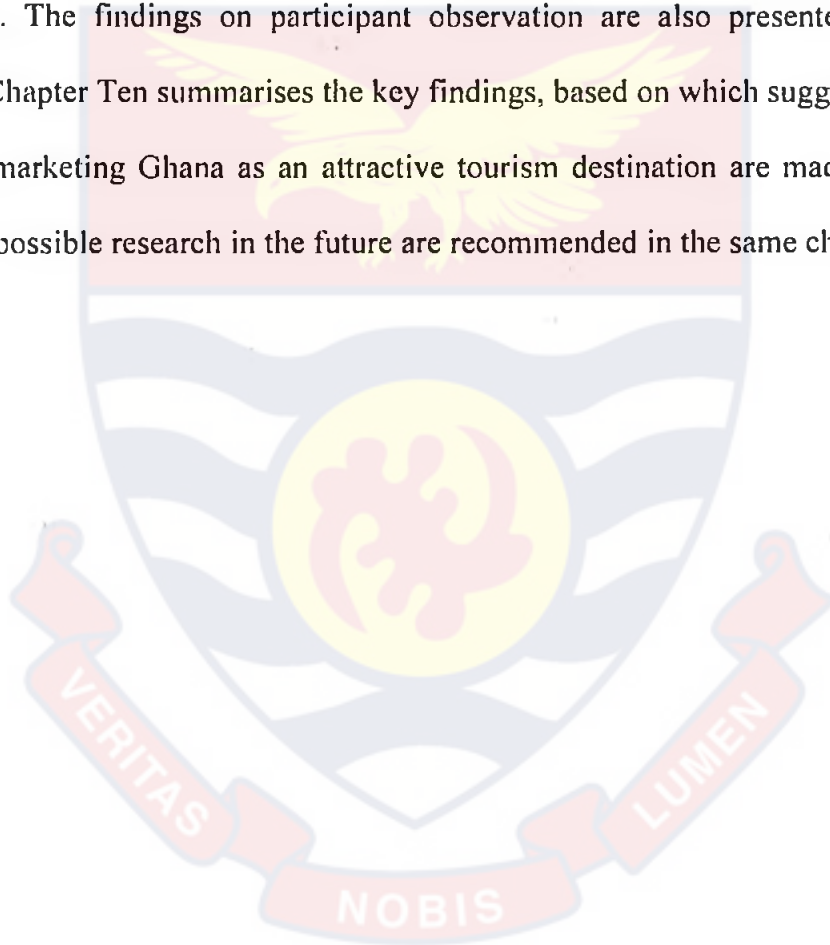 . The findings on participant observation are also presente
Chapter Ten summarises the key findings, based on which sugg
marketing Ghana as an attractive tourism destination are mad
possible research in the future are recommended in the same ch
VERITAS
NOBIS
LUMEN